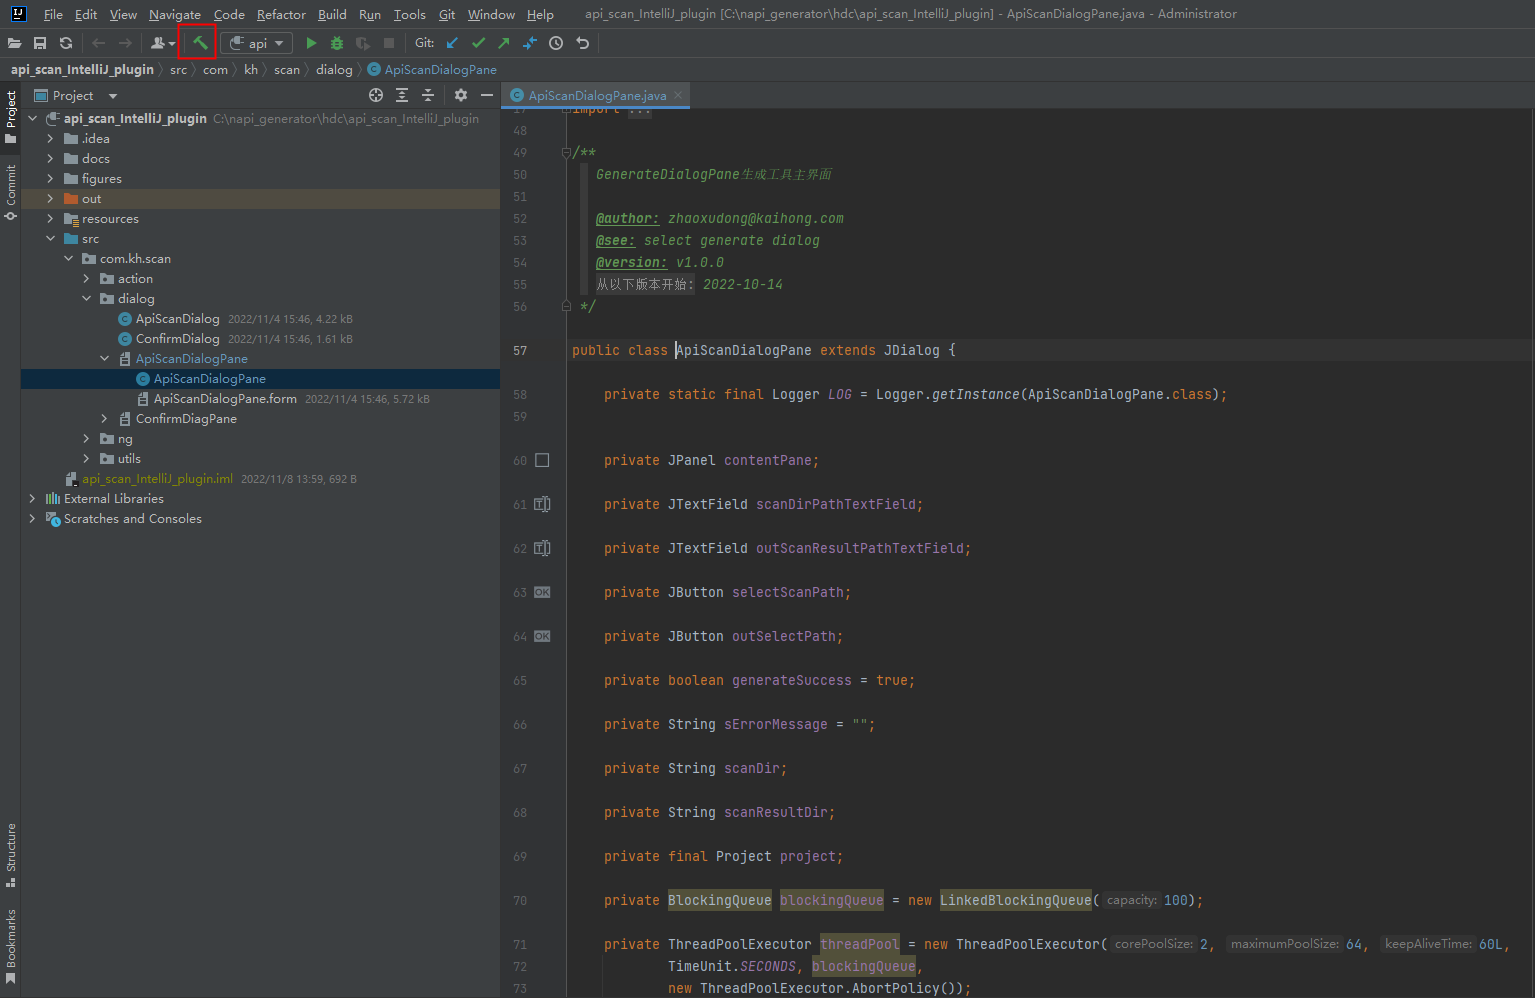 File Edit View Navigate Code Refactor Build Run Tools Git Window Help api_scan_IntelliJ_plugin [C:\napi_generator\hdc\api_scan_IntelliJ_plugin] - ApiScanDialogPane.java - Administrator
api Git:
api_scan_IntelliJ_plugin src com kh scan dialog ApiScanDialogPane
Project
Commit
Structure
Bookmarks
Project
api_scan_IntelliJ_plugin C:\napi_generator\hdc\api_scan_IntelliJ_plugin
.idea
docs
figures
out
resources
src
com.kh.scan
action
dialog
ApiScanDialog 2022/11/4 15:46, 4.22 kB
ConfirmDialog 2022/11/4 15:46, 1.61 kB
ApiScanDialogPane
ApiScanDialogPane
ApiScanDialogPane.form 2022/11/4 15:46, 5.72 kB
ConfirmDiagPane
ng
utils
api_scan_IntelliJ_plugin.iml 2022/11/8 13:59, 692 B
External Libraries
Scratches and Consoles
ApiScanDialogPane.java
import ...
48
49 /**
50 GenerateDialogPane生成工具主界面
51
52 @author: zhaoxudong@kaihong.com
53 @see: select generate dialog
54 @version: v1.0.0
55 从以下版本开始: 2022-10-14
56 */
57 public class ApiScanDialogPane extends JDialog {
58 private static final Logger LOG = Logger.getInstance(ApiScanDialogPane.class);
59
60 private JPanel contentPane;
61 private JTextField scanDirPathTextField;
62 private JTextField outScanResultPathTextField;
63 OK private JButton selectScanPath;
64 OK private JButton outSelectPath;
65 private boolean generateSuccess = true;
66 private String sErrorMessage = "";
67 private String scanDir;
68 private String scanResultDir;
69 private final Project project;
70 private BlockingQueue blockingQueue = new LinkedBlockingQueue( capacity: 100);
71 private ThreadPoolExecutor threadPool = new ThreadPoolExecutor( corePoolSize: 2, maximumPoolSize: 64, keepAliveTime: 60L,
72 TimeUnit.SECONDS, blockingQueue,
73 new ThreadPoolExecutor.AbortPolicy());